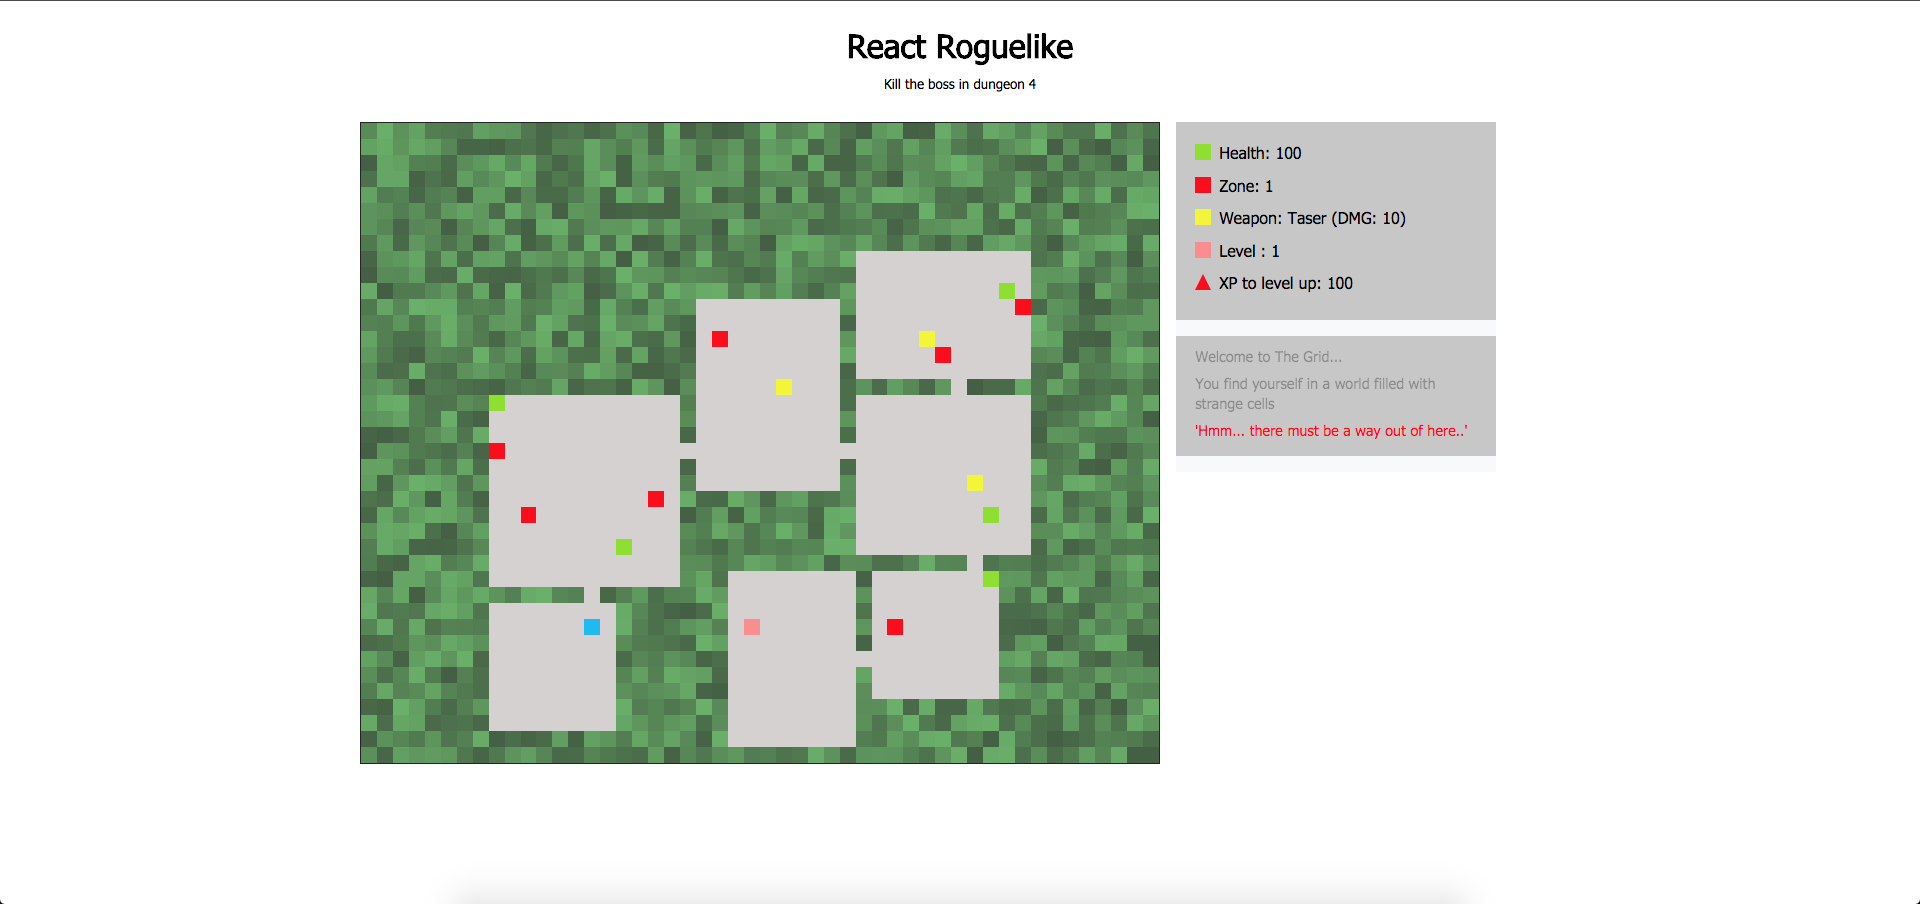 React Roguelike
Kill the boss in dungeon 4
Health: 100
Zone: 1
Weapon: Taser (DMG: 10)
Level : 1
XP to level up: 100
Welcome to The Grid...
You find yourself in a world filled with
strange cells
'Hmm... there must be a way out of here..'